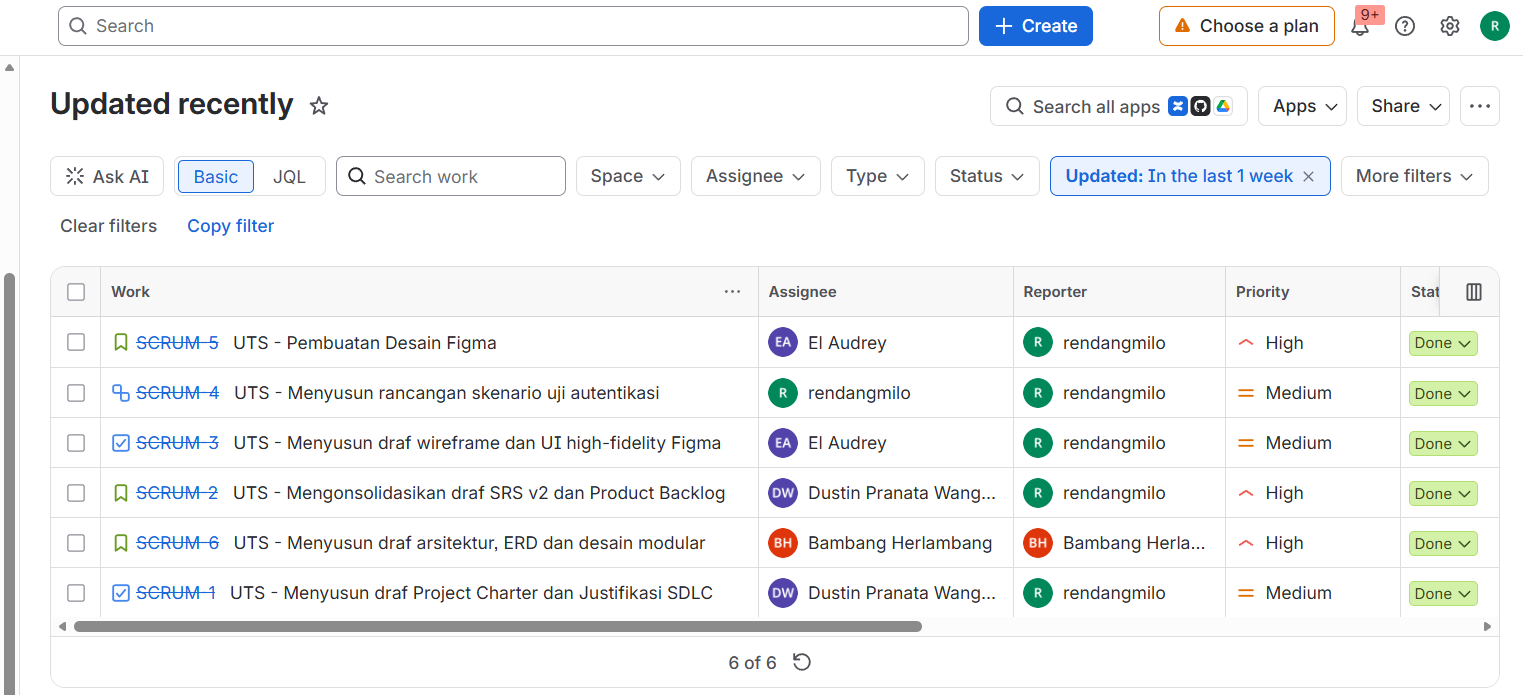 Search
Create
Choose a plan
9+
R
Updated recently
Search all apps
Apps
Share
Ask AI
Basic
JQL
Search work
Space
Assignee
Type
Status
Updated: In the last 1 week
More filters
Clear filters
Copy filter
Work Assignee Reporter Priority Stat
SCRUM-5 UTS - Pembuatan Desain Figma EA El Audrey R rendangmilo High Done
SCRUM-4 UTS - Menyusun rancangan skenario uji autentikasi R rendangmilo R rendangmilo Medium Done
SCRUM-3 UTS - Menyusun draf wireframe dan UI high-fidelity Figma EA El Audrey R rendangmilo Medium Done
SCRUM-2 UTS - Mengonsolidasikan draf SRS v2 dan Product Backlog DW Dustin Pranata Wang... R rendangmilo High Done
SCRUM-6 UTS - Menyusun draf arsitektur, ERD dan desain modular BH Bambang Herlambang BH Bambang Herla... High Done
SCRUM-1 UTS - Menyusun draf Project Charter dan Justifikasi SDLC DW Dustin Pranata Wang... R rendangmilo Medium Done
6 of 6